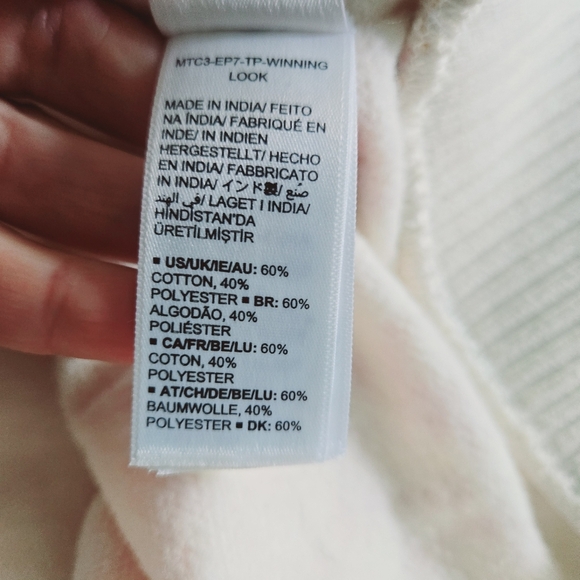 MTC3-EP7-TP-WINNING
LOOK
MADE IN INDIA/ FEITO
NA ÍNDIA/ FABRIQUÉ EN
INDE/ IN INDIEN
HERGESTELLT/ HECHO
EN INDIA/ FABBRICATO
IN INDIA/ インド製/ صنع
في الهند/ LAGET I INDIA/
HİNDİSTAN'DA
ÜRETİLMİŞTİR
▪ US/UK/IE/AU: 60%
COTTON, 40%
POLYESTER ▪ BR: 60%
ALGODÃO, 40%
POLIÉSTER
▪ CA/FR/BE/LU: 60%
COTON, 40%
POLYESTER
▪ AT/CH/DE/BE/LU: 60%
BAUMWOLLE, 40%
POLYESTER ▪ DK: 60%